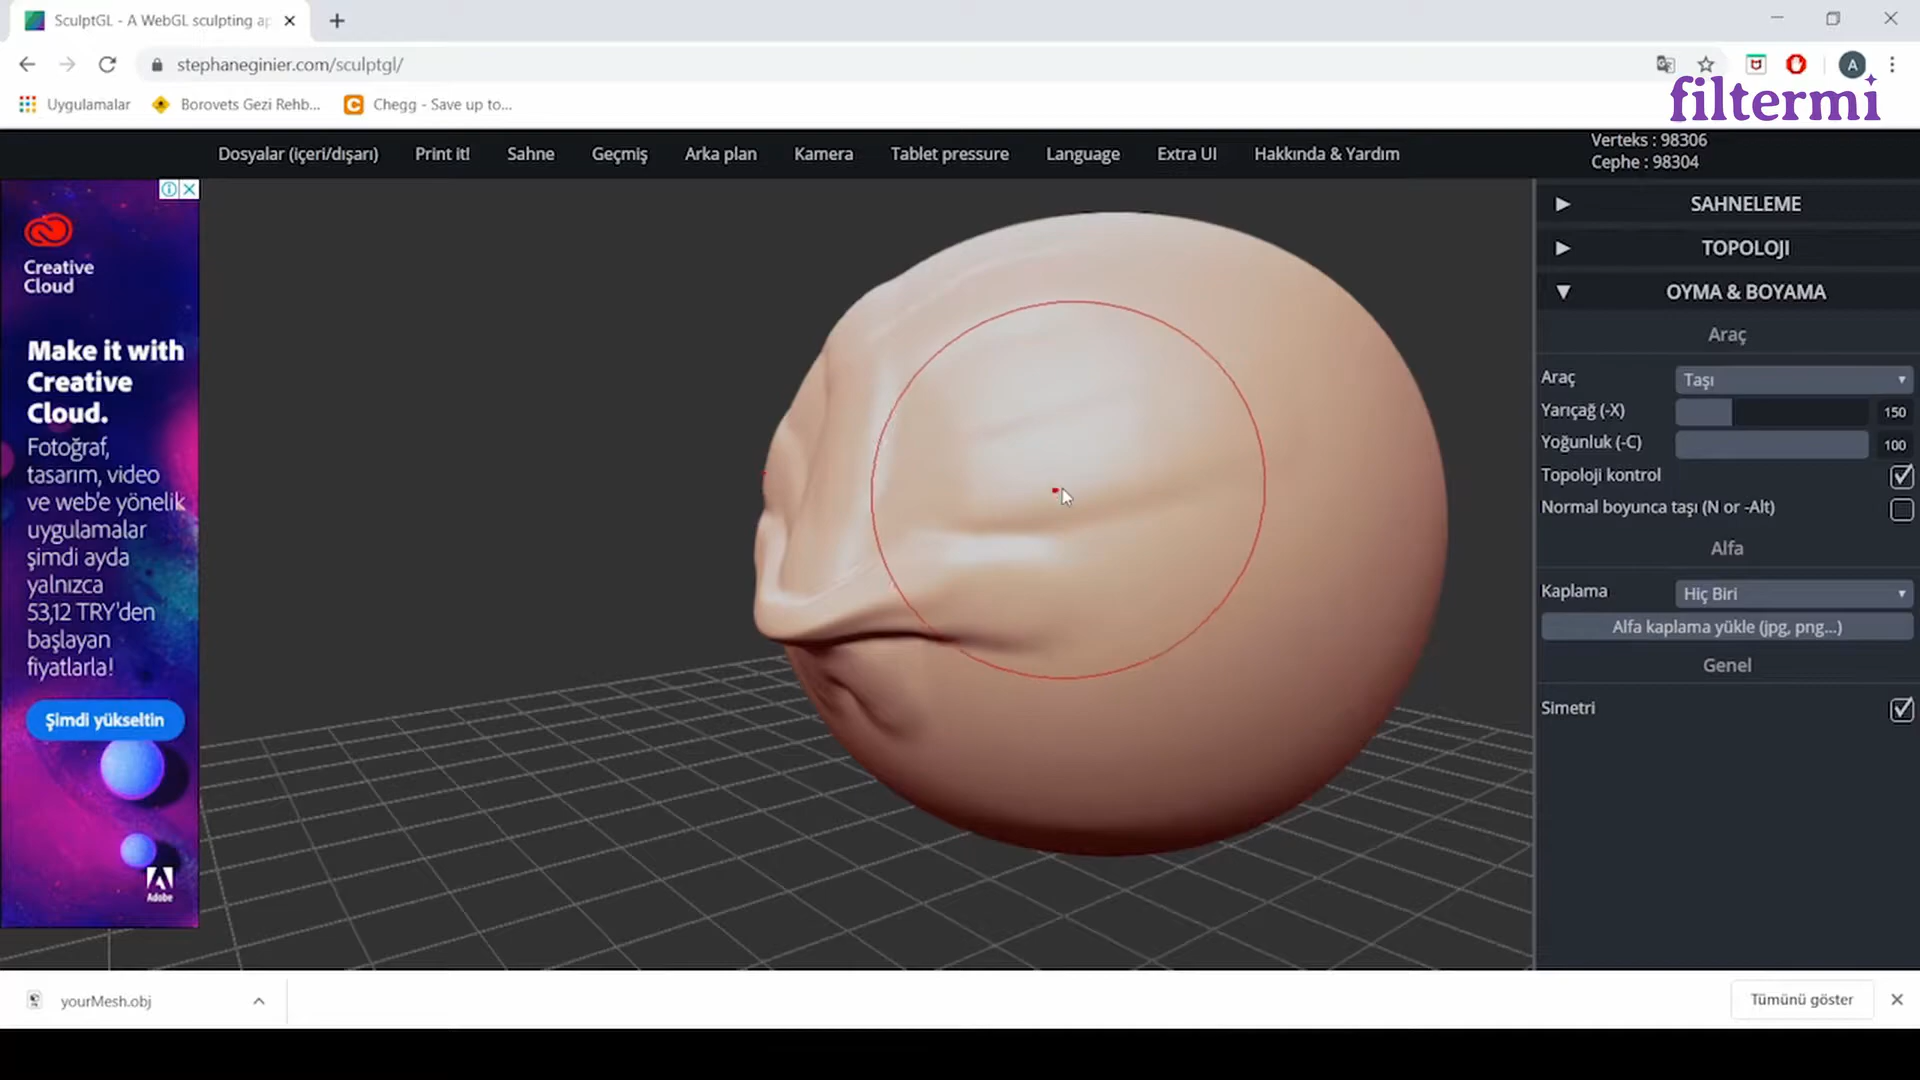 SculptGL - A WebGL sculpting ap
stephaneginier.com/sculptgl/
A
Uygulamalar
Borovets Gezi Rehb...
Chegg - Save up to...
filtermi
Dosyalar (içeri/dışarı)
Print it!
Sahne
Geçmiş
Arka plan
Kamera
Tablet pressure
Language
Extra UI
Hakkında & Yardım
Verteks : 98306
Cephe : 98304
Creative
Cloud
Make it with
Creative
Cloud.
Fotoğraf,
tasarım, video
ve web'e yönelik
uygulamalar
şimdi ayda
yalnızca
53,12 TRY'den
başlayan
fiyatlarla!
Şimdi yükseltin
Adobe
SAHNELEME
TOPOLOJI
OYMA & BOYAMA
Araç
Araç
Taşı
Yarıçağ (-X)
150
Yoğunluk (-C)
100
Topoloji kontrol
Normal boyunca taşı (N or -Alt)
Alfa
Kaplama
Hiç Biri
Alfa kaplama yükle (jpg, png...)
Genel
Simetri
yourMesh.obj
Tümünü göster